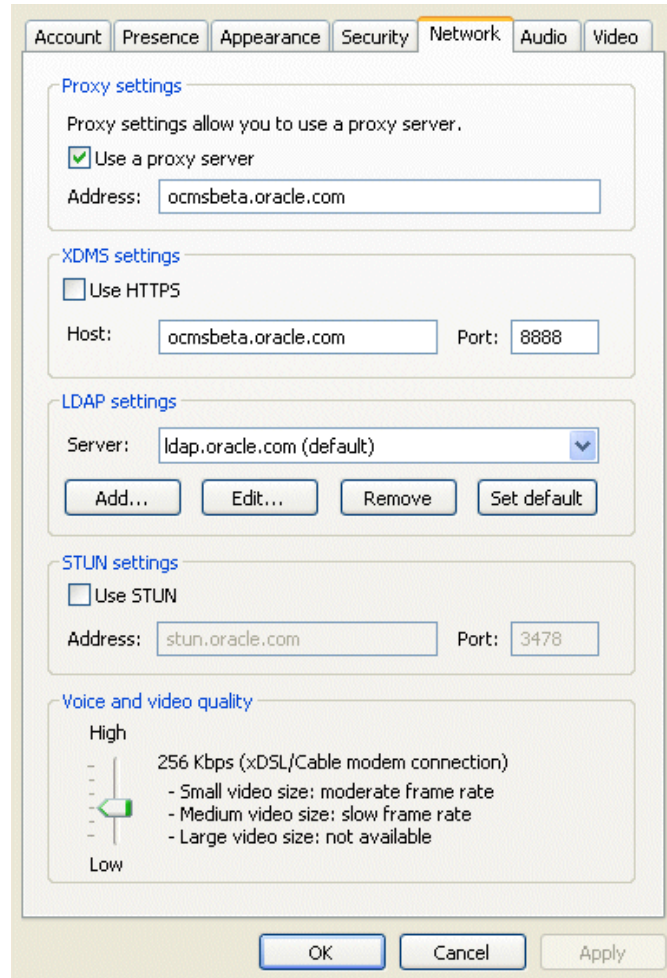 Account Presence Appearance Security Network Audio Video
Proxy settings
Proxy settings allow you to use a proxy server.
Use a proxy server
Address: ocmsbeta.oracle.com
XDMS settings
Use HTTPS
Host: ocmsbeta.oracle.com Port: 8888
LDAP settings
Server: ldap.oracle.com (default)
Add... Edit... Remove Set default
STUN settings
Use STUN
Address: stun.oracle.com Port: 3478
Voice and video quality
High
256 Kbps (xDSL/Cable modem connection)
- Small video size: moderate frame rate
- Medium video size: slow frame rate
- Large video size: not available
Low
OK Cancel Apply